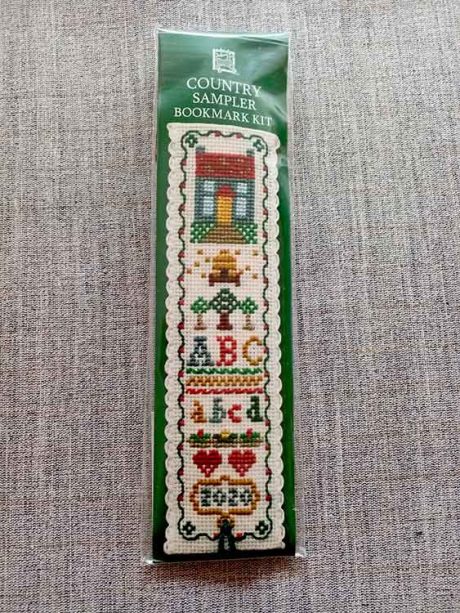 COUNTRY
SAMPLER
BOOKMARK KIT
ABC
abcd
2020